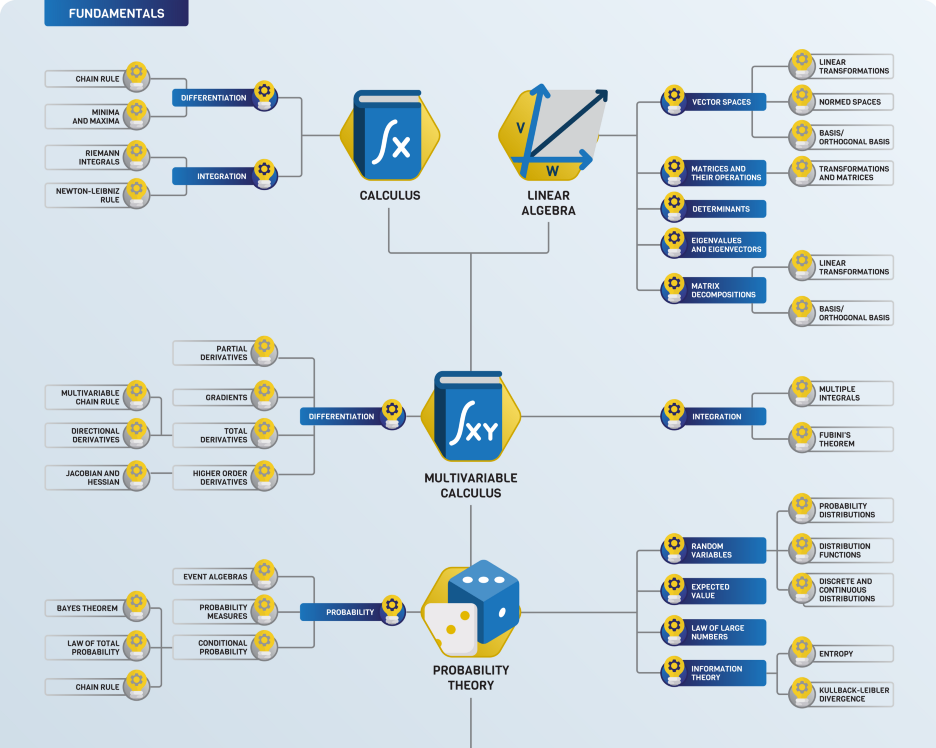 FUNDAMENTALS
CHAIN RULE
MINIMA
AND MAXIMA
DIFFERENTIATION
RIEMANN
INTEGRALS
NEWTON-LEIBNIZ
RULE
INTEGRATION
∫x
CALCULUS
V
W
LINEAR
ALGEBRA
VECTOR SPACES
LINEAR
TRANSFORMATIONS
NORMED SPACES
BASIS/
ORTHOGONAL BASIS
MATRICES AND
THEIR OPERATIONS
TRANSFORMATIONS
AND MATRICES
DETERMINANTS
EIGENVALUES
AND EIGENVECTORS
MATRIX
DECOMPOSITIONS
LINEAR
TRANSFORMATIONS
BASIS/
ORTHOGONAL BASIS
PARTIAL
DERIVATIVES
GRADIENTS
MULTIVARIABLE
CHAIN RULE
DIRECTIONAL
DERIVATIVES
TOTAL
DERIVATIVES
JACOBIAN AND
HESSIAN
HIGHER ORDER
DERIVATIVES
DIFFERENTIATION
∫XY
MULTIVARIABLE
CALCULUS
INTEGRATION
MULTIPLE
INTEGRALS
FUBINI'S
THEOREM
EVENT ALGEBRAS
PROBABILITY
MEASURES
CONDITIONAL
PROBABILITY
BAYES THEOREM
LAW OF TOTAL
PROBABILITY
CHAIN RULE
PROBABILITY
PROBABILITY
THEORY
RANDOM
VARIABLES
PROBABILITY
DISTRIBUTIONS
DISTRIBUTION
FUNCTIONS
DISCRETE AND
CONTINUOUS
DISTRIBUTIONS
EXPECTED
VALUE
LAW OF LARGE
NUMBERS
INFORMATION
THEORY
ENTROPY
KULLBACK-LEIBLER
DIVERGENCE